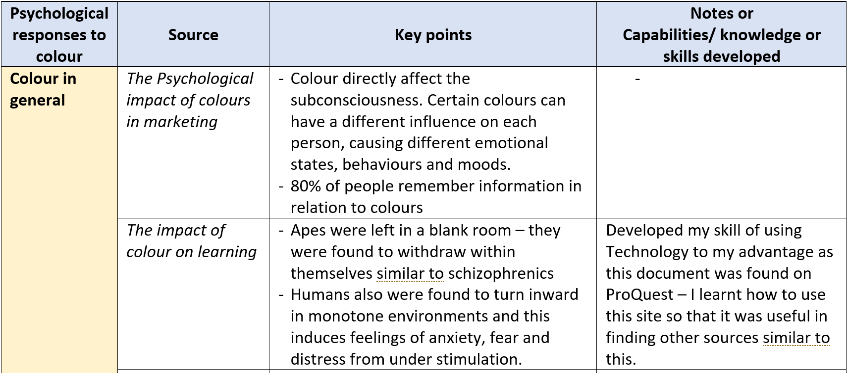 Psychological responses to colour
Source
Key points
Notes or
Capabilities/ knowledge or
skills developed
Colour in
general
The Psychological
impact of colours
in marketing
- Colour directly affect the
subconsciousness. Certain colours can
have a different influence on each
person, causing different emotional
states, behaviours and moods.
- 80% of people remember information in
relation to colours
-
The impact of
colour on learning
- Apes were left in a blank room – they
were found to withdraw within
themselves similar to schizophrenics
- Humans also were found to turn inward
in monotone environments and this
induces feelings of anxiety, fear and
distress from under stimulation.
Developed my skill of using
Technology to my advantage as
this document was found on
ProQuest – I learnt how to use
this site so that it was useful in
finding other sources similar to
this.